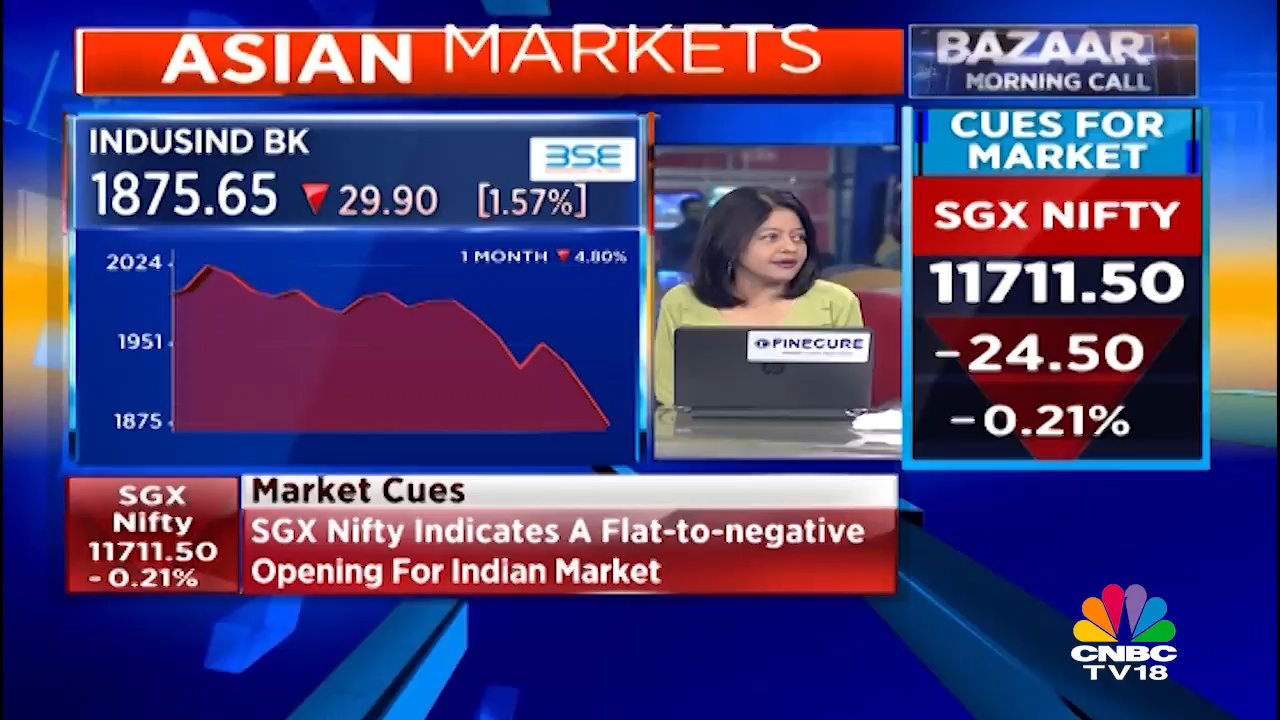 ASIAN MARKETS
BAZAAR
MORNING CALL
INDUSIND BK
BSE
1875.65 ▼ 29.90 [1.57%]
1 MONTH ▼ 4.80%
2024
1951
1875
FINECURE
CUES FOR
MARKET
SGX NIFTY
11711.50
-24.50
-0.21%
SGX
Nifty
11711.50
-0.21%
Market Cues
SGX Nifty Indicates A Flat-to-negative
Opening For Indian Market
CNBC
TV18